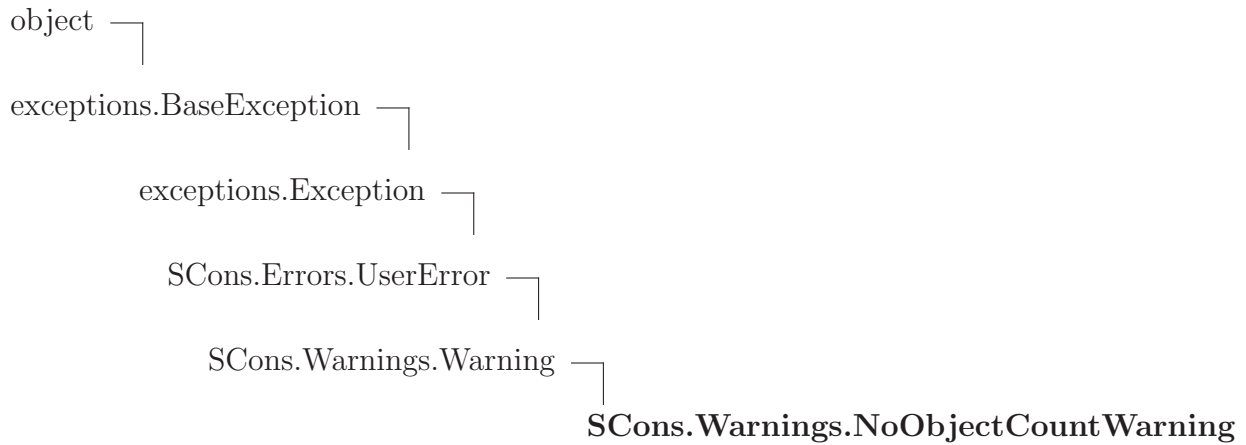 object
exceptions.BaseException
exceptions.Exception
SCons.Errors.UserError
SCons.Warnings.Warning
SCons.Warnings.NoObjectCountWarning